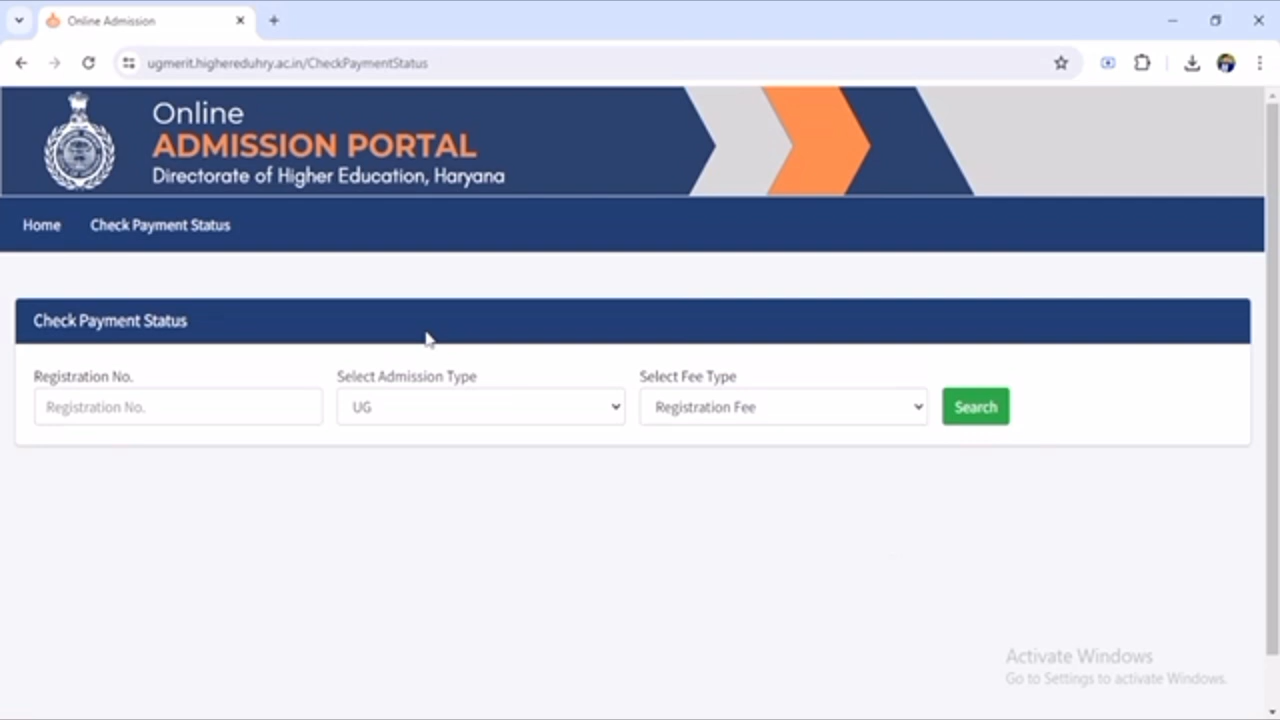 Online Admission
ugmerit.highereduhry.ac.in/CheckPaymentStatus
Online
ADMISSION PORTAL
Directorate of Higher Education, Haryana
Home Check Payment Status
Check Payment Status
Registration No. Select Admission Type Select Fee Type
Registration No. UG Registration Fee Search
Activate Windows
Go to Settings to activate Windows.